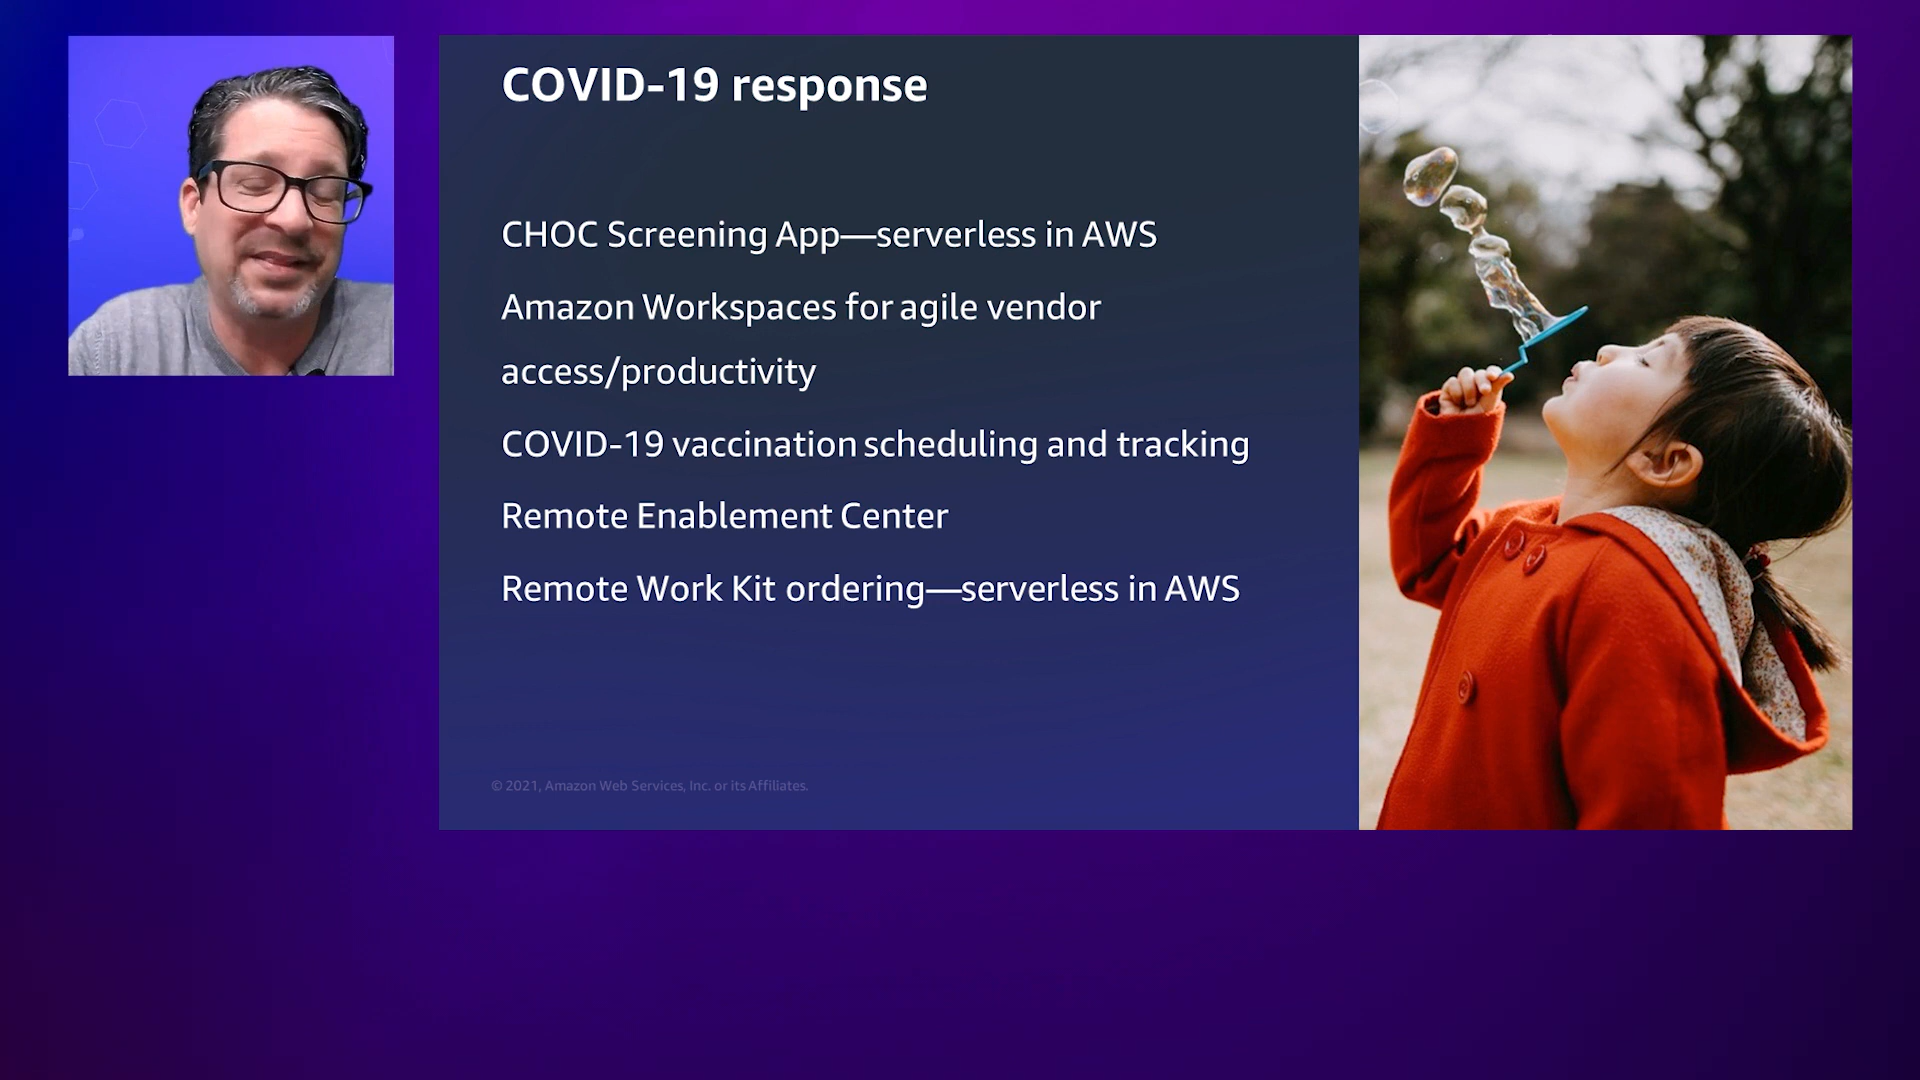 COVID-19 response
CHOC Screening App—serverless in AWS
Amazon Workspaces for agile vendor
access/productivity
COVID-19 vaccination scheduling and tracking
Remote Enablement Center
Remote Work Kit ordering—serverless in AWS
© 2021, Amazon Web Services, Inc. or its Affiliates.